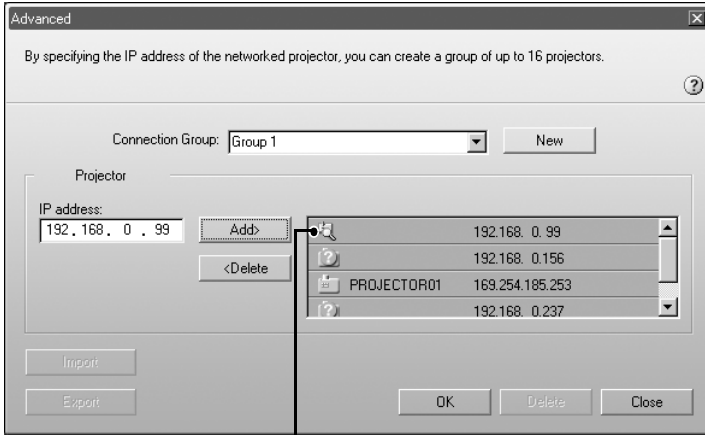 Advanced
By specifying the IP address of the networked projector, you can create a group of up to 16 projectors.
Connection Group: Group 1 New
Projector
IP address:
192.168. 0 . 99 Add> 192.168. 0. 99
<Delete 192.168. 0.156
PROJECTOR01 169.254.185.253
192.168. 0.237
Import
Export OK Delete Close